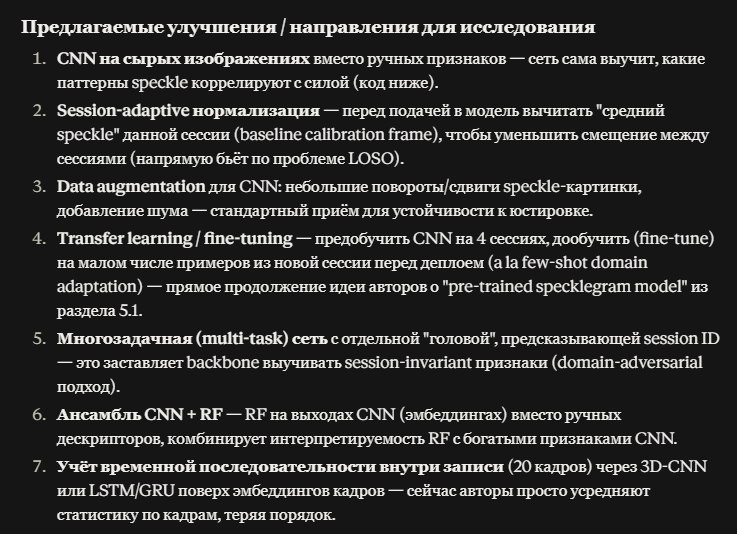 Предлагаемые улучшения / направления для исследования
1. CNN на сырых изображениях вместо ручных признаков — сеть сама выучит, какие
паттерны speckle коррелируют с силой (код ниже).
2. Session-adaptive нормализация — перед подачей в модель вычитать "средний
speckle" данной сессии (baseline calibration frame), чтобы уменьшить смещение между
сессиями (напрямую бьёт по проблеме LOSO).
3. Data augmentation для CNN: небольшие повороты/сдвиги speckle-картинки,
добавление шума — стандартный приём для устойчивости к юстировке.
4. Transfer learning / fine-tuning — предобучить CNN на 4 сессиях, дообучить (fine-tune)
на малом числе примеров из новой сессии перед деплоем (a la few-shot domain
adaptation) — прямое продолжение идеи авторов о "pre-trained specklegram model" из
раздела 5.1.
5. Многозадачная (multi-task) сеть с отдельной "головой", предсказывающей session ID
— это заставляет backbone выучивать session-invariant признаки (domain-adversarial
подход).
6. Ансамбль CNN + RF — RF на выходах CNN (эмбеддингах) вместо ручных
дескрипторов, комбинирует интерпретируемость RF с богатыми признаками CNN.
7. Учёт временной последовательности внутри записи (20 кадров) через 3D-CNN
или LSTM/GRU поверх эмбеддингов кадров — сейчас авторы просто усредняют
статистику по кадрам, теряя порядок.